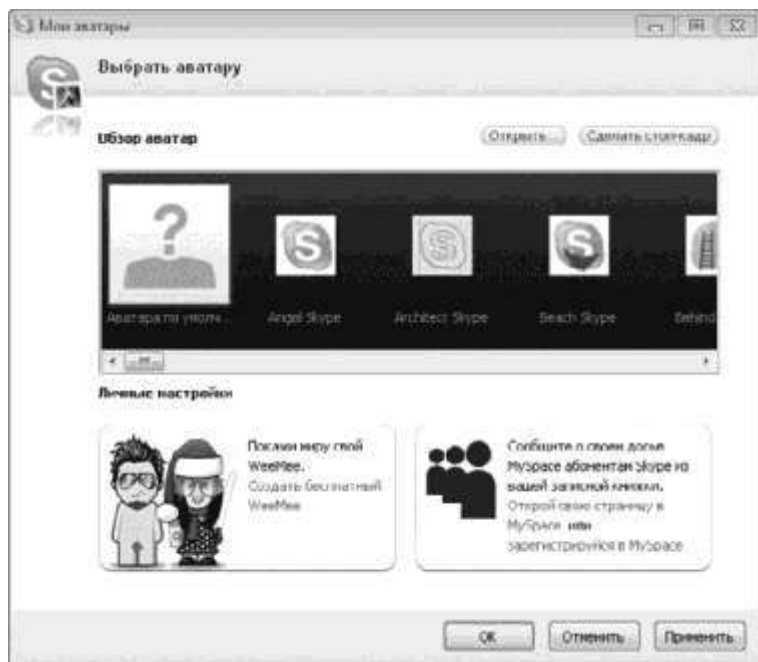 Мои аватары
Выбрать аватару
Обзор аватар
Открыть...
Сделать стоп-кадр
?
S
S
S
Аватара по умолч...
Angel Skype
Architect Skype
Beach Skype
Behind
Личные настройки
Покажи миру свой
WeeMee.
Создать бесплатный
WeeMee
Сообщите о своем досье
MySpace абонентам Skype из
вашей записной книжки.
Открой свою страницу в
MySpace или
зарегистрируйся в MySpace
OK
Отменить
Применить